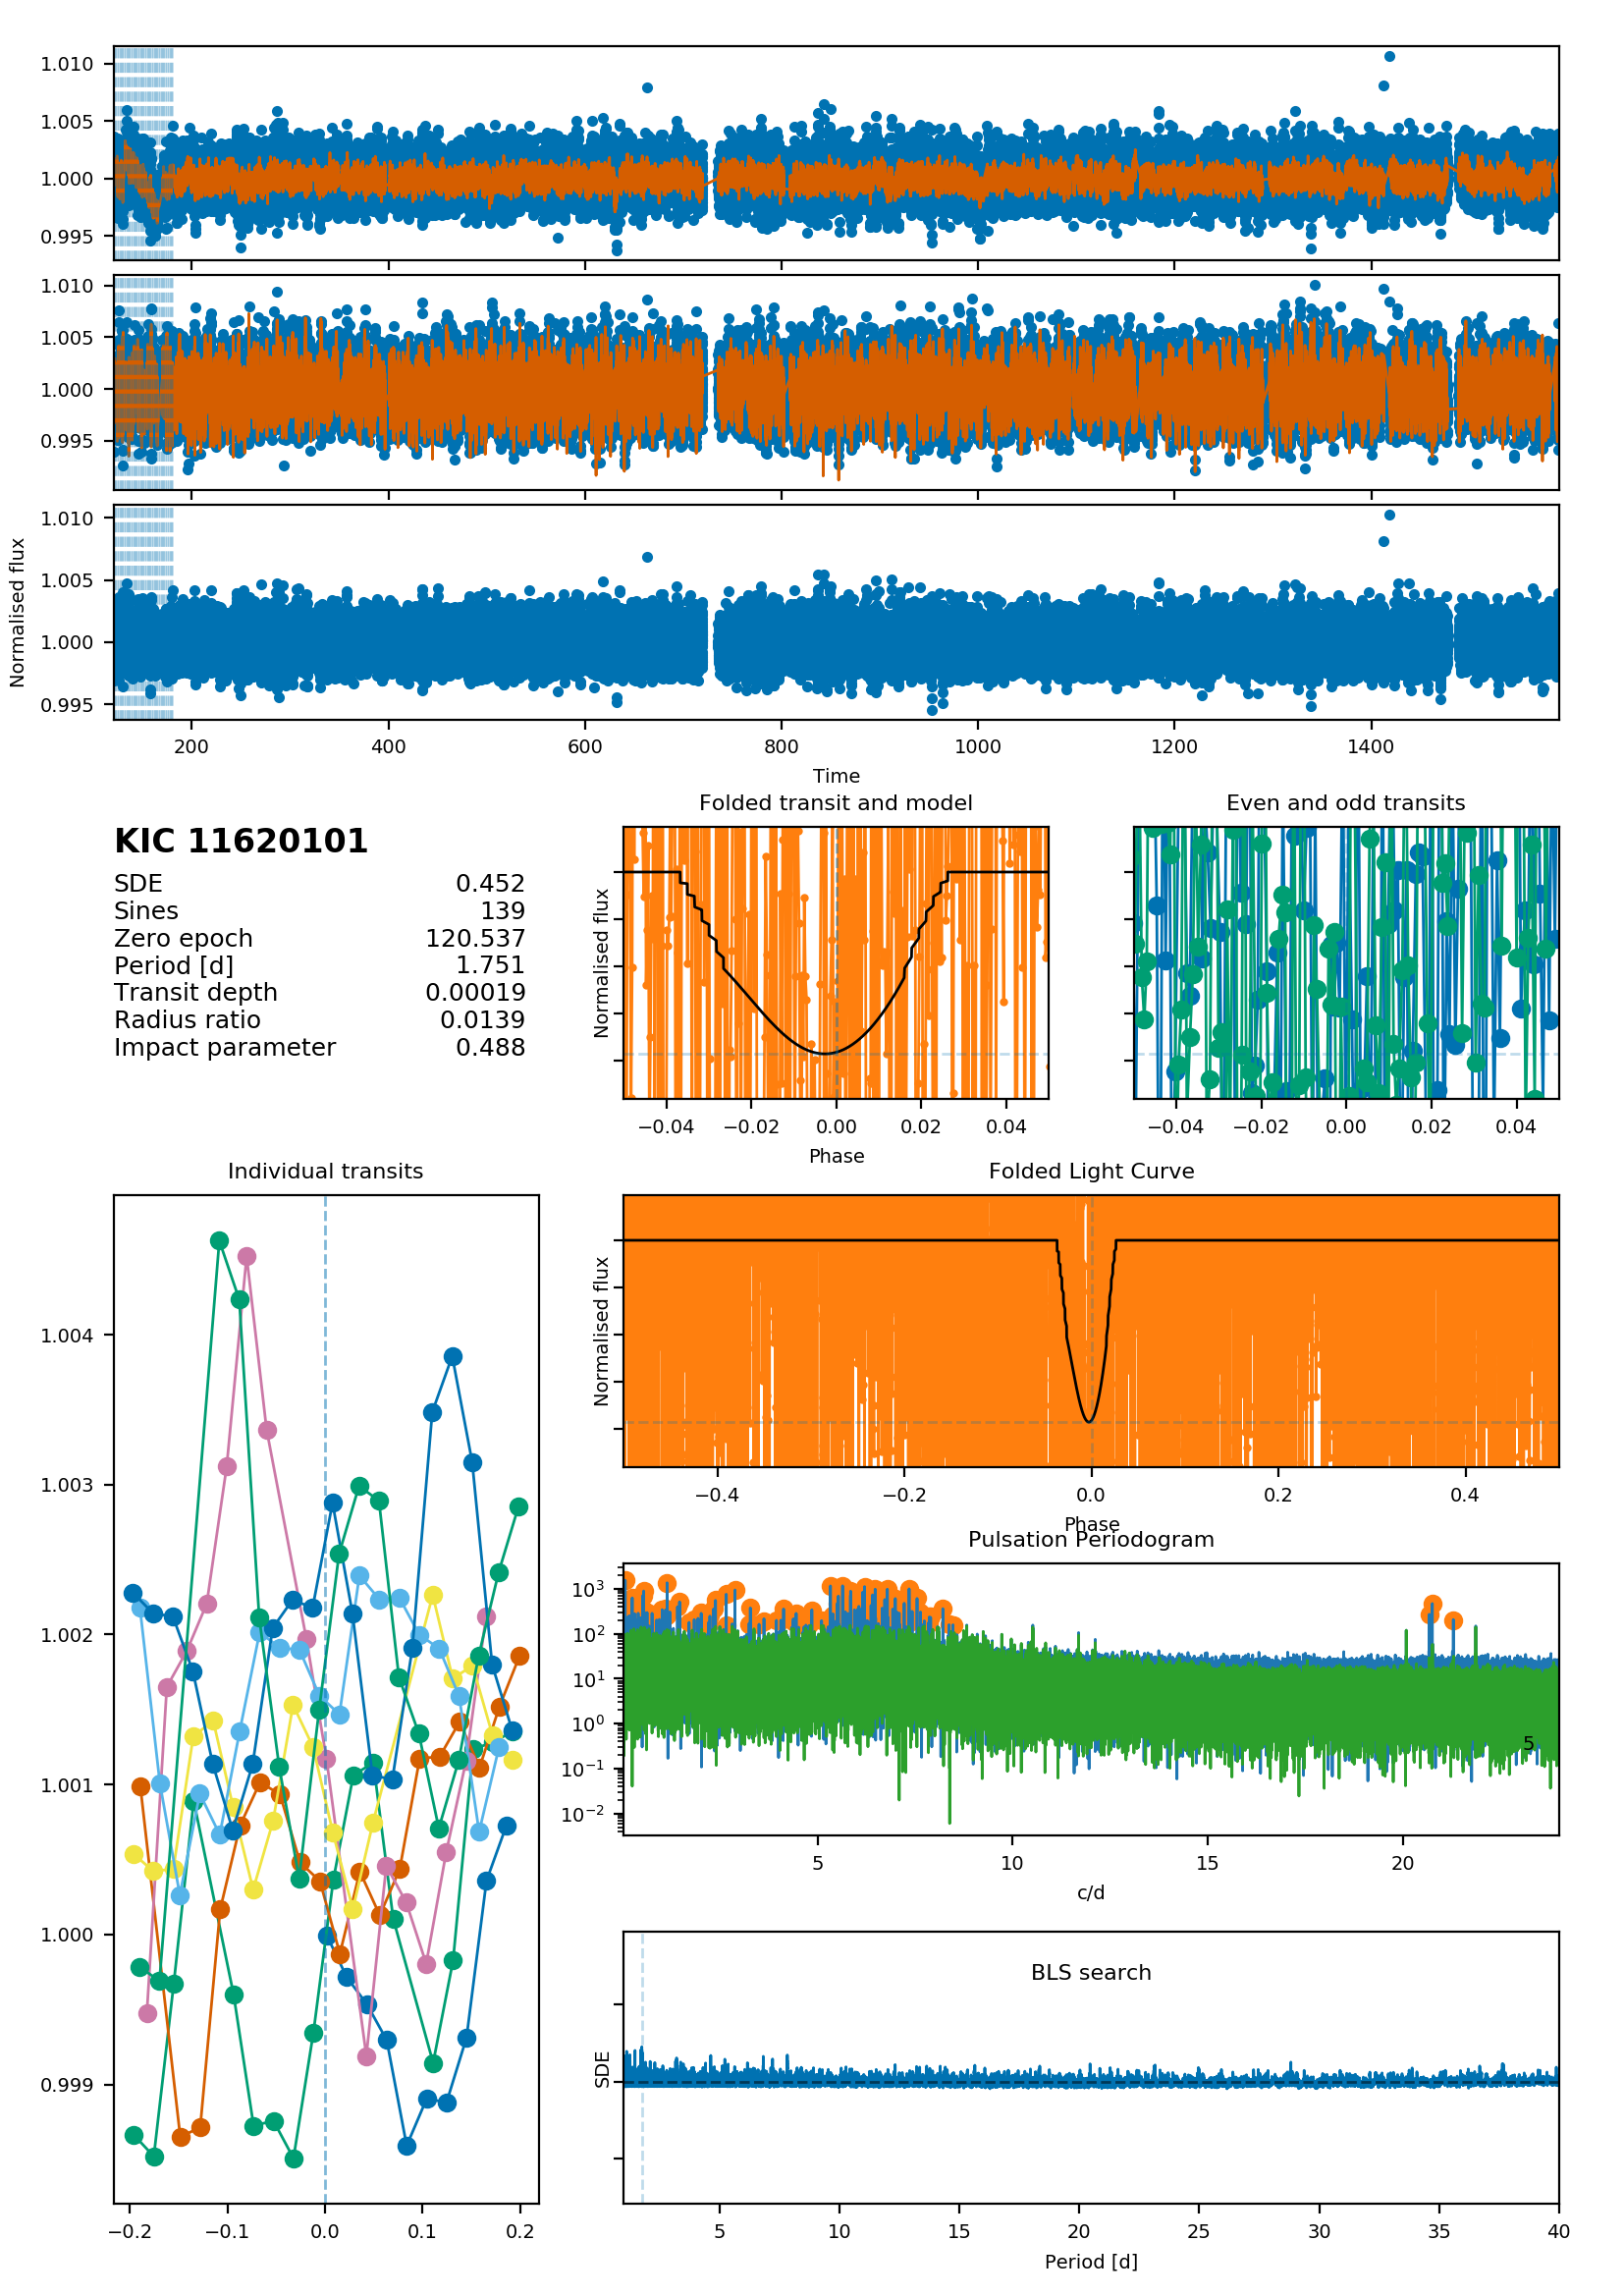 1.010
1.005
1.000
0.995
1.010
1.005
1.000
0.995
1.010
1.005
1.000
0.995
Normalised flux
200 400 600 800 1000 1200 1400
Time
KIC 11620101
SDE 0.452
Sines 139
Zero epoch 120.537
Period [d] 1.751
Transit depth 0.00019
Radius ratio 0.0139
Impact parameter 0.488
Folded transit and model
Normalised flux
−0.04 −0.02 0.00 0.02 0.04
Phase
Even and odd transits
−0.04 −0.02 0.00 0.02 0.04
Individual transits
1.004
1.003
1.002
1.001
1.000
0.999
−0.2 −0.1 0.0 0.1 0.2
Folded Light Curve
Normalised flux
−0.4 −0.2 0.0 0.2 0.4
Phase
Pulsation Periodogram
10³
10²
10¹
10⁰
10⁻¹
10⁻²
5
5 10 15 20
c/d
BLS search
SDE
5 10 15 20 25 30 35 40
Period [d]